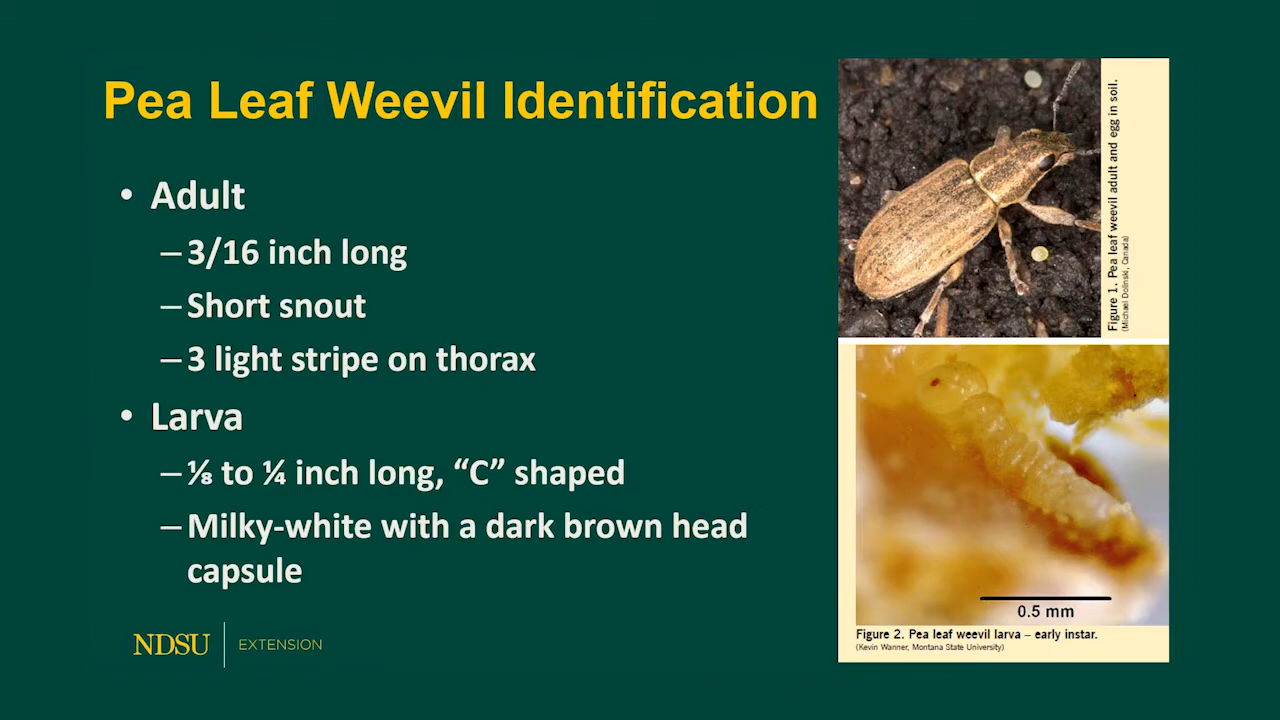 Pea Leaf Weevil Identification
• Adult
– 3/16 inch long
– Short snout
– 3 light stripe on thorax
• Larva
– ⅛ to ¼ inch long, “C” shaped
– Milky-white with a dark brown head
capsule
NDSU EXTENSION
Figure 1. Pea leaf weevil adult and egg in soil.
(Michael Dolinski, Canada)
0.5 mm
Figure 2. Pea leaf weevil larva – early instar.
(Kevin Wanner, Montana State University)